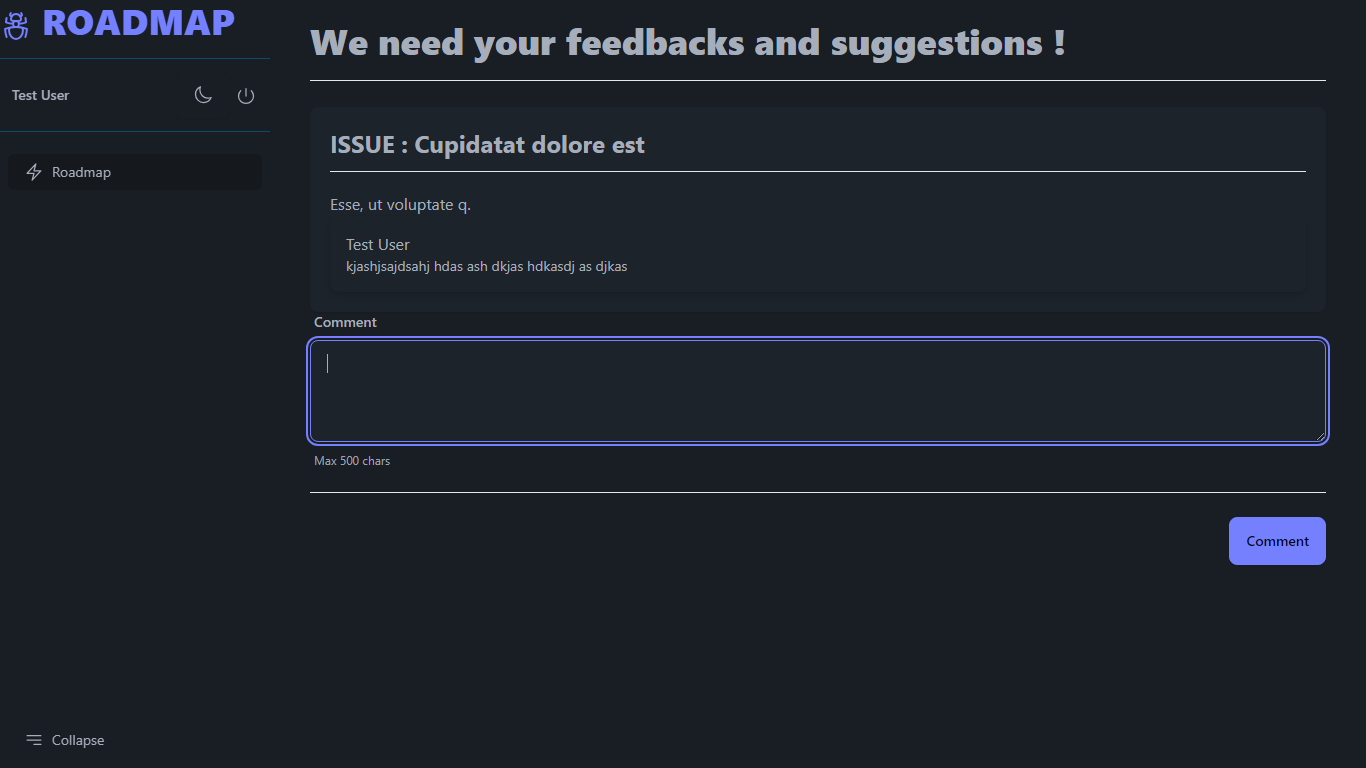 ROADMAP
Test User
Roadmap
Collapse
We need your feedbacks and suggestions !
ISSUE : Cupidatat dolore est
Esse, ut voluptate q.
Test User
kjashjsajdsahj hdas ash dkjas hdkasdj as djkas
Comment
Max 500 chars
Comment